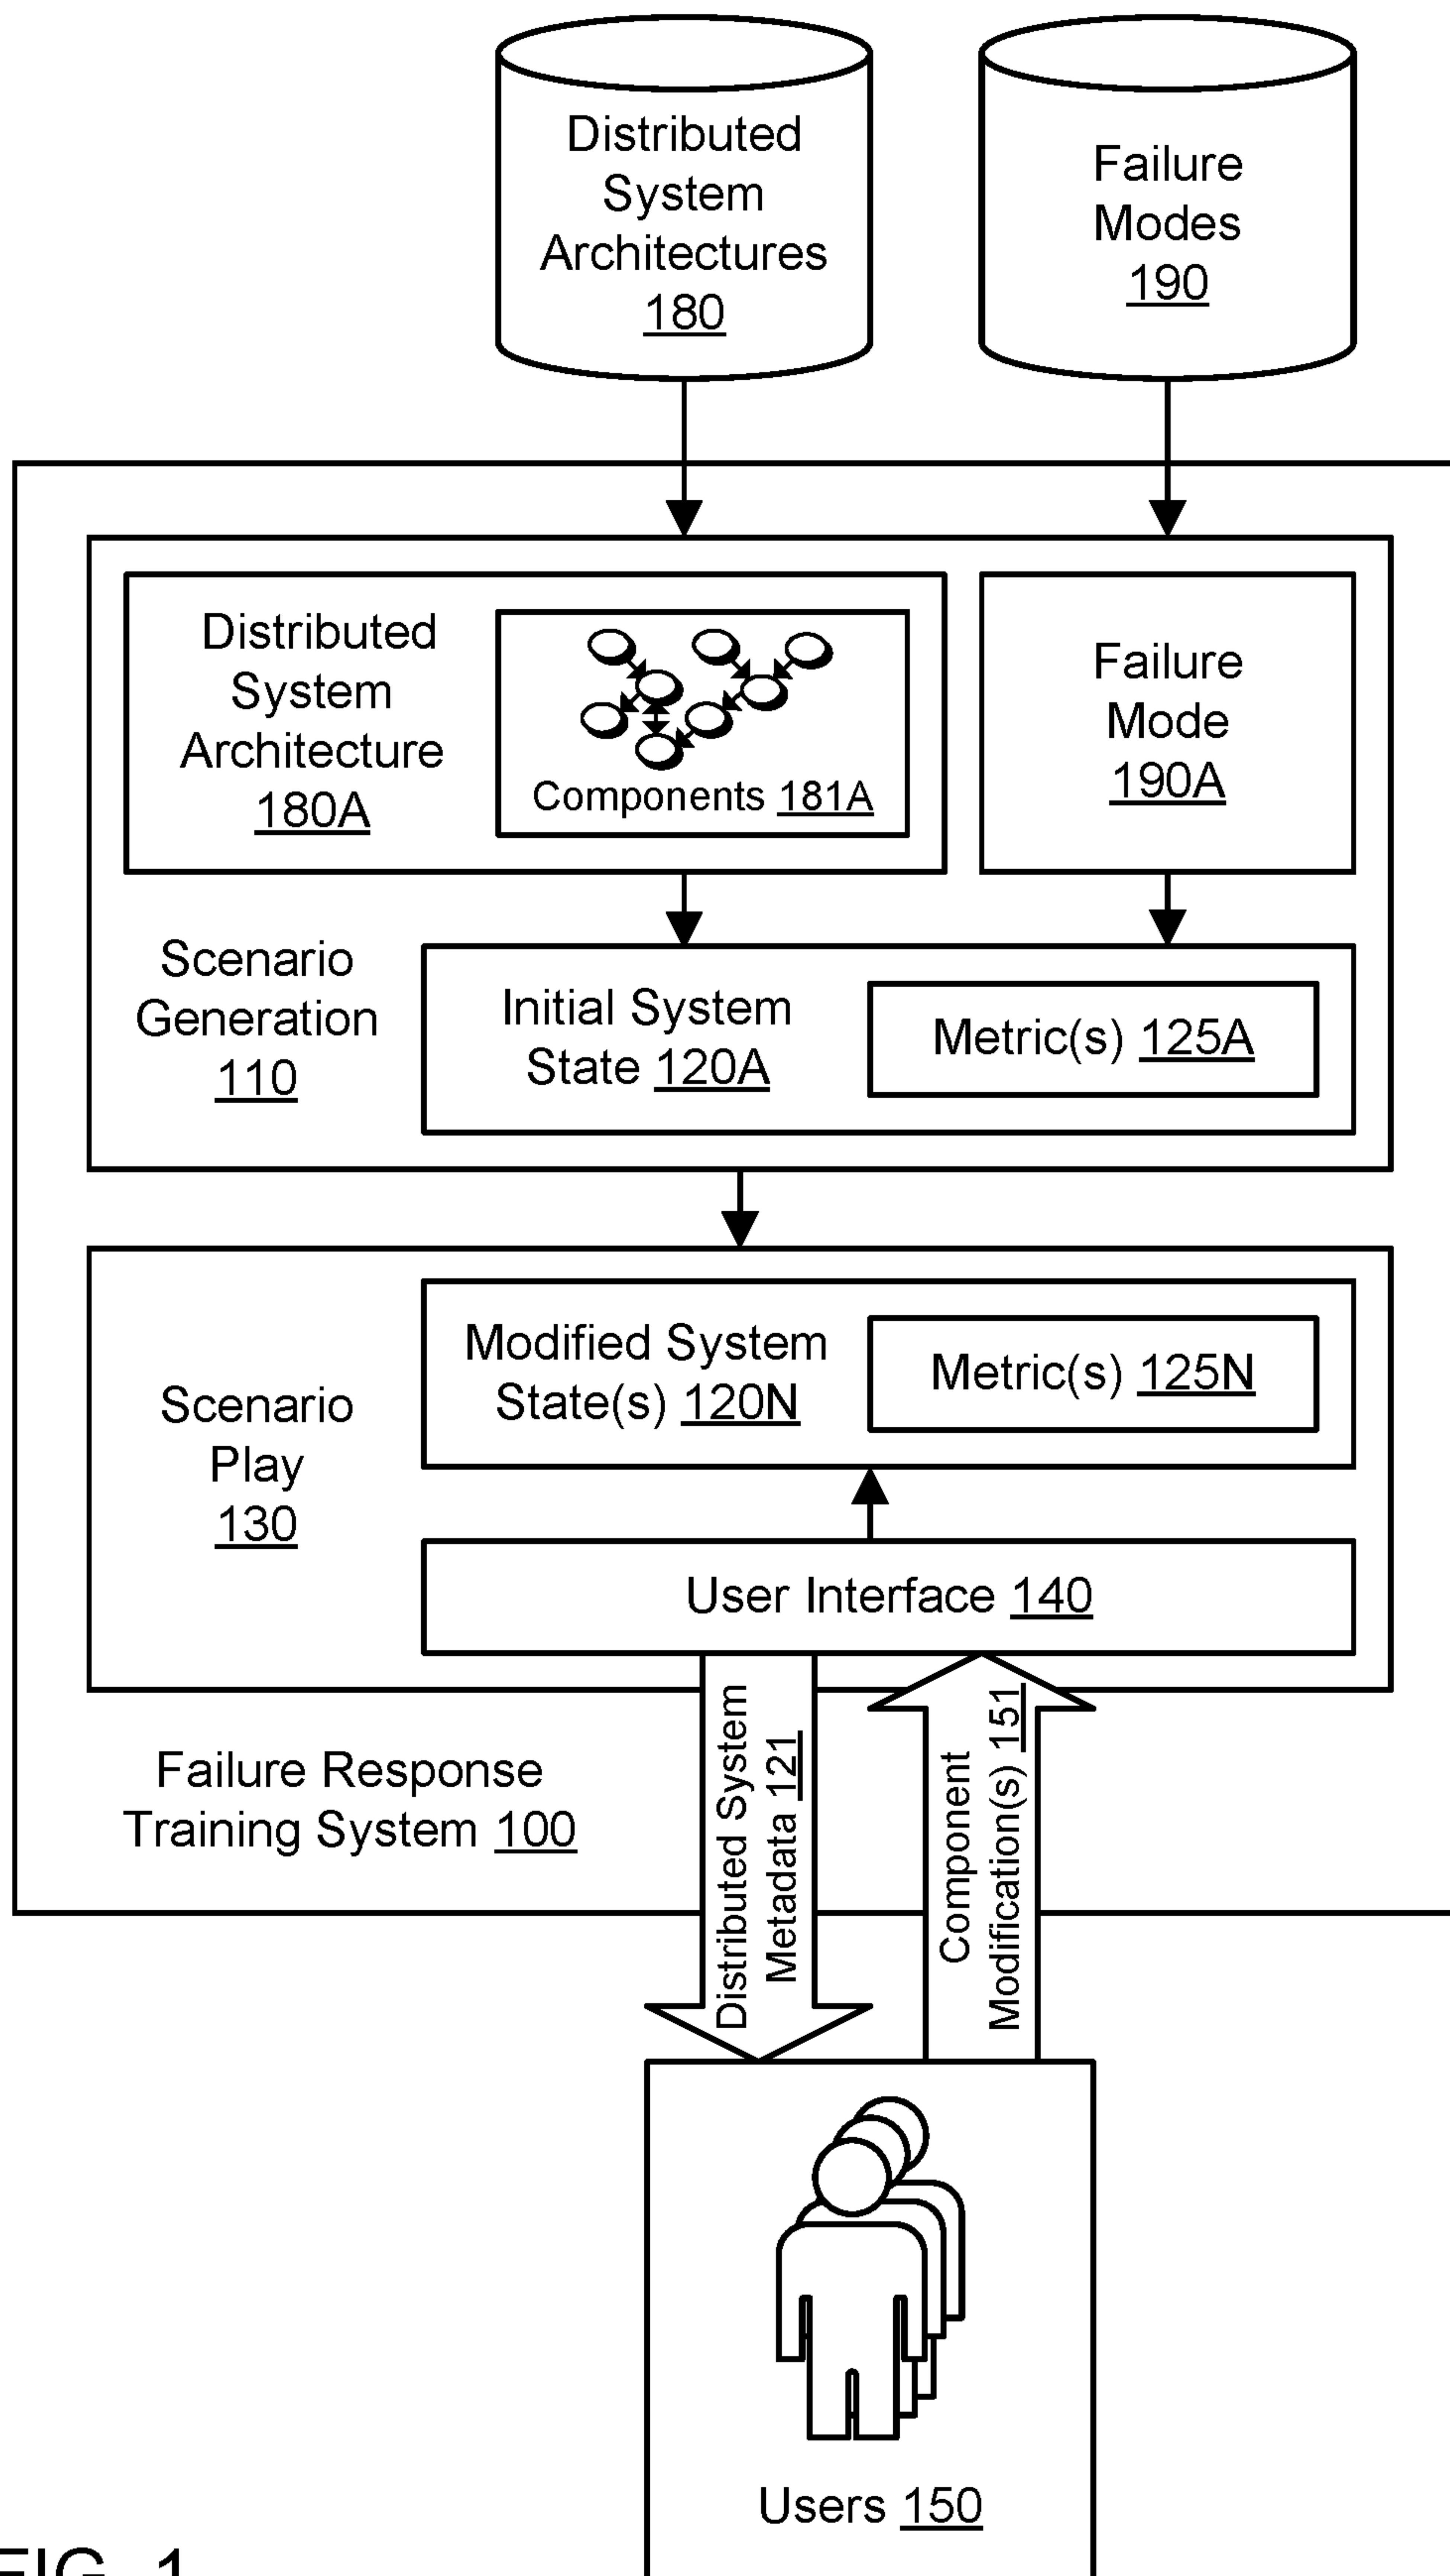 Distributed
System
Architectures
180
Failure
Modes
190
Distributed
System
Architecture
180A
Components 181A
Failure
Mode
190A
Scenario
Generation
110
Initial System
State 120A
Metric(s) 125A
Scenario
Play
130
Modified System
State(s) 120N
Metric(s) 125N
User Interface 140
Failure Response
Training System 100
Distributed System
Metadata 121
Component
Modification(s) 151
Users 150
FIG. 1